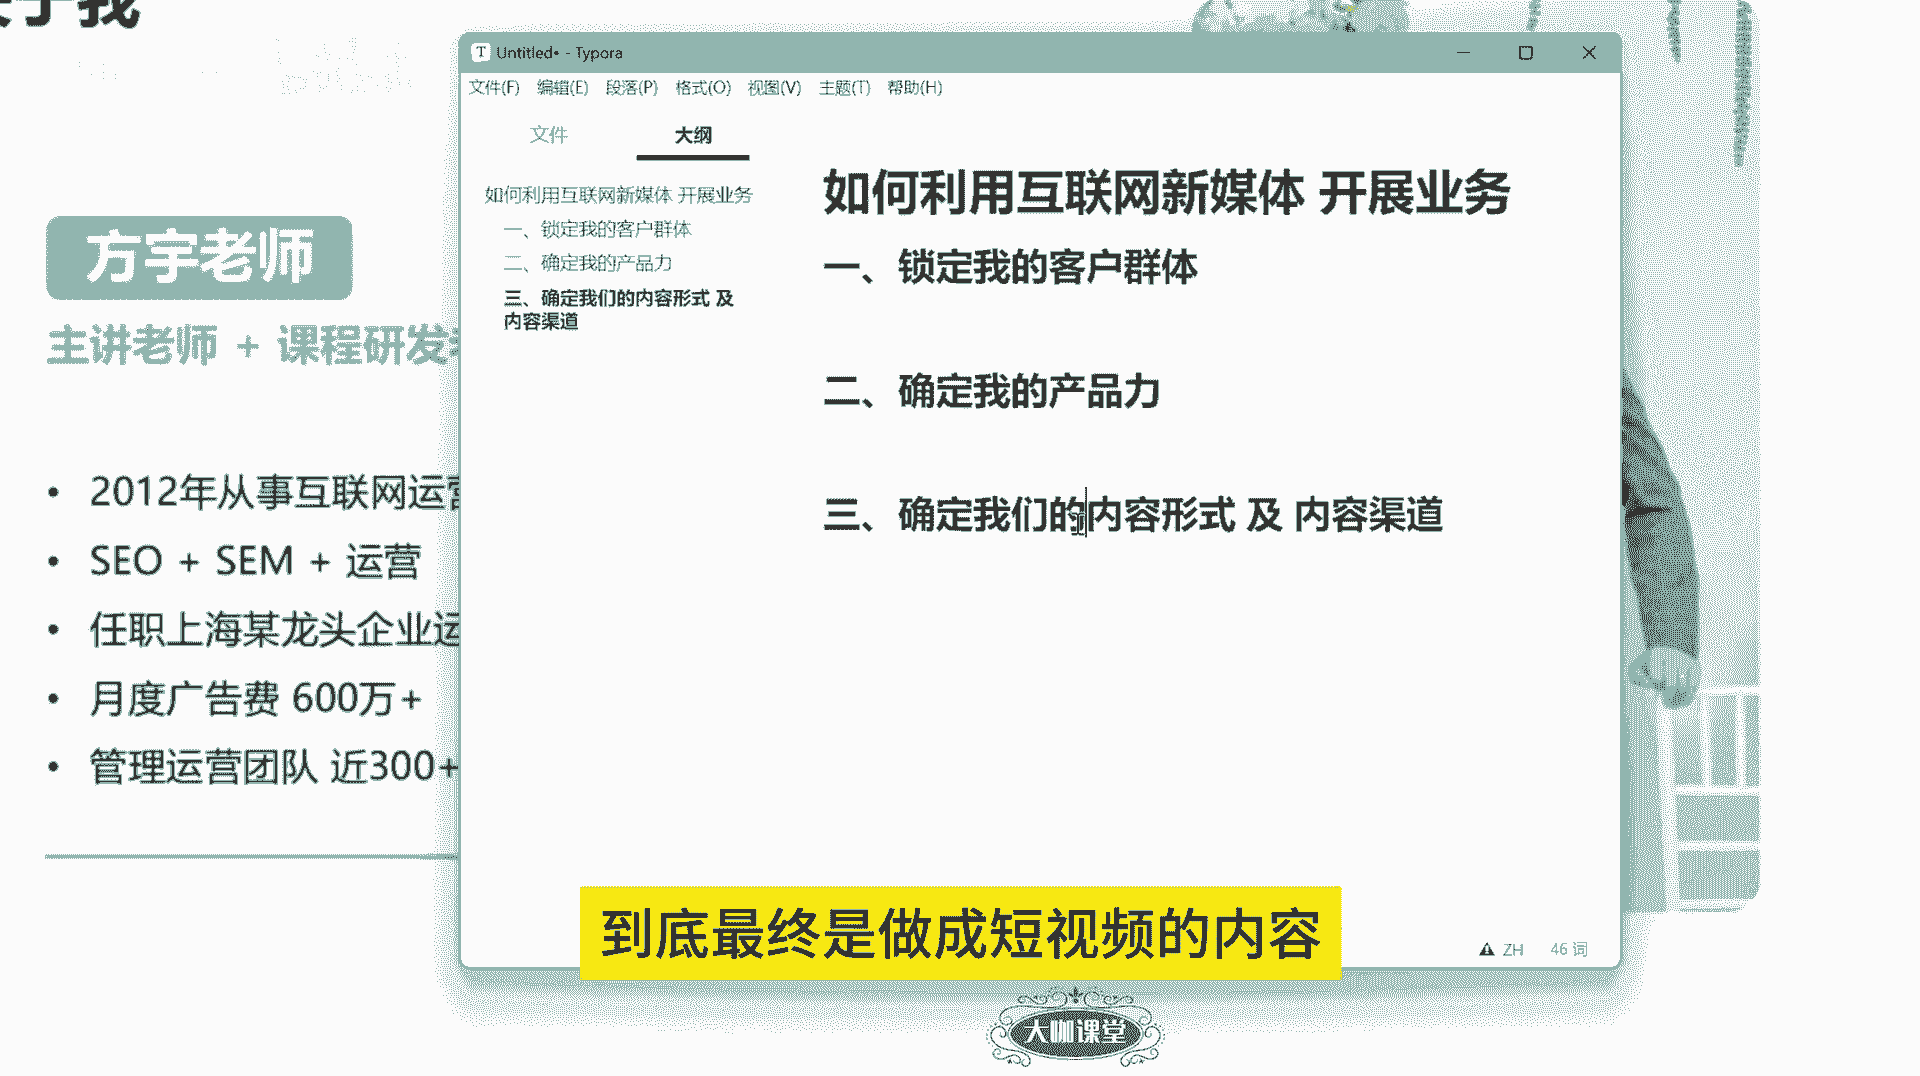 于我
方宇老师
主讲老师 + 课程研发
2012年从事互联网运营
SEO + SEM + 运营
任职上海某龙头企业运
月度广告费 600万+
管理运营团队 近300+
Untitled• - Typora
文件(F) 编辑(E) 段落(P) 格式(O) 视图(V) 主题(T) 帮助(H)
文件 大纲
如何利用互联网新媒体 开展业务
一、锁定我的客户群体
二、确定我的产品力
三、确定我们的内容形式 及
内容渠道
如何利用互联网新媒体 开展业务
一、锁定我的客户群体
二、确定我的产品力
三、确定我们的内容形式 及 内容渠道
ZH 46 词
到底最终是做成短视频的内容
大咖课堂